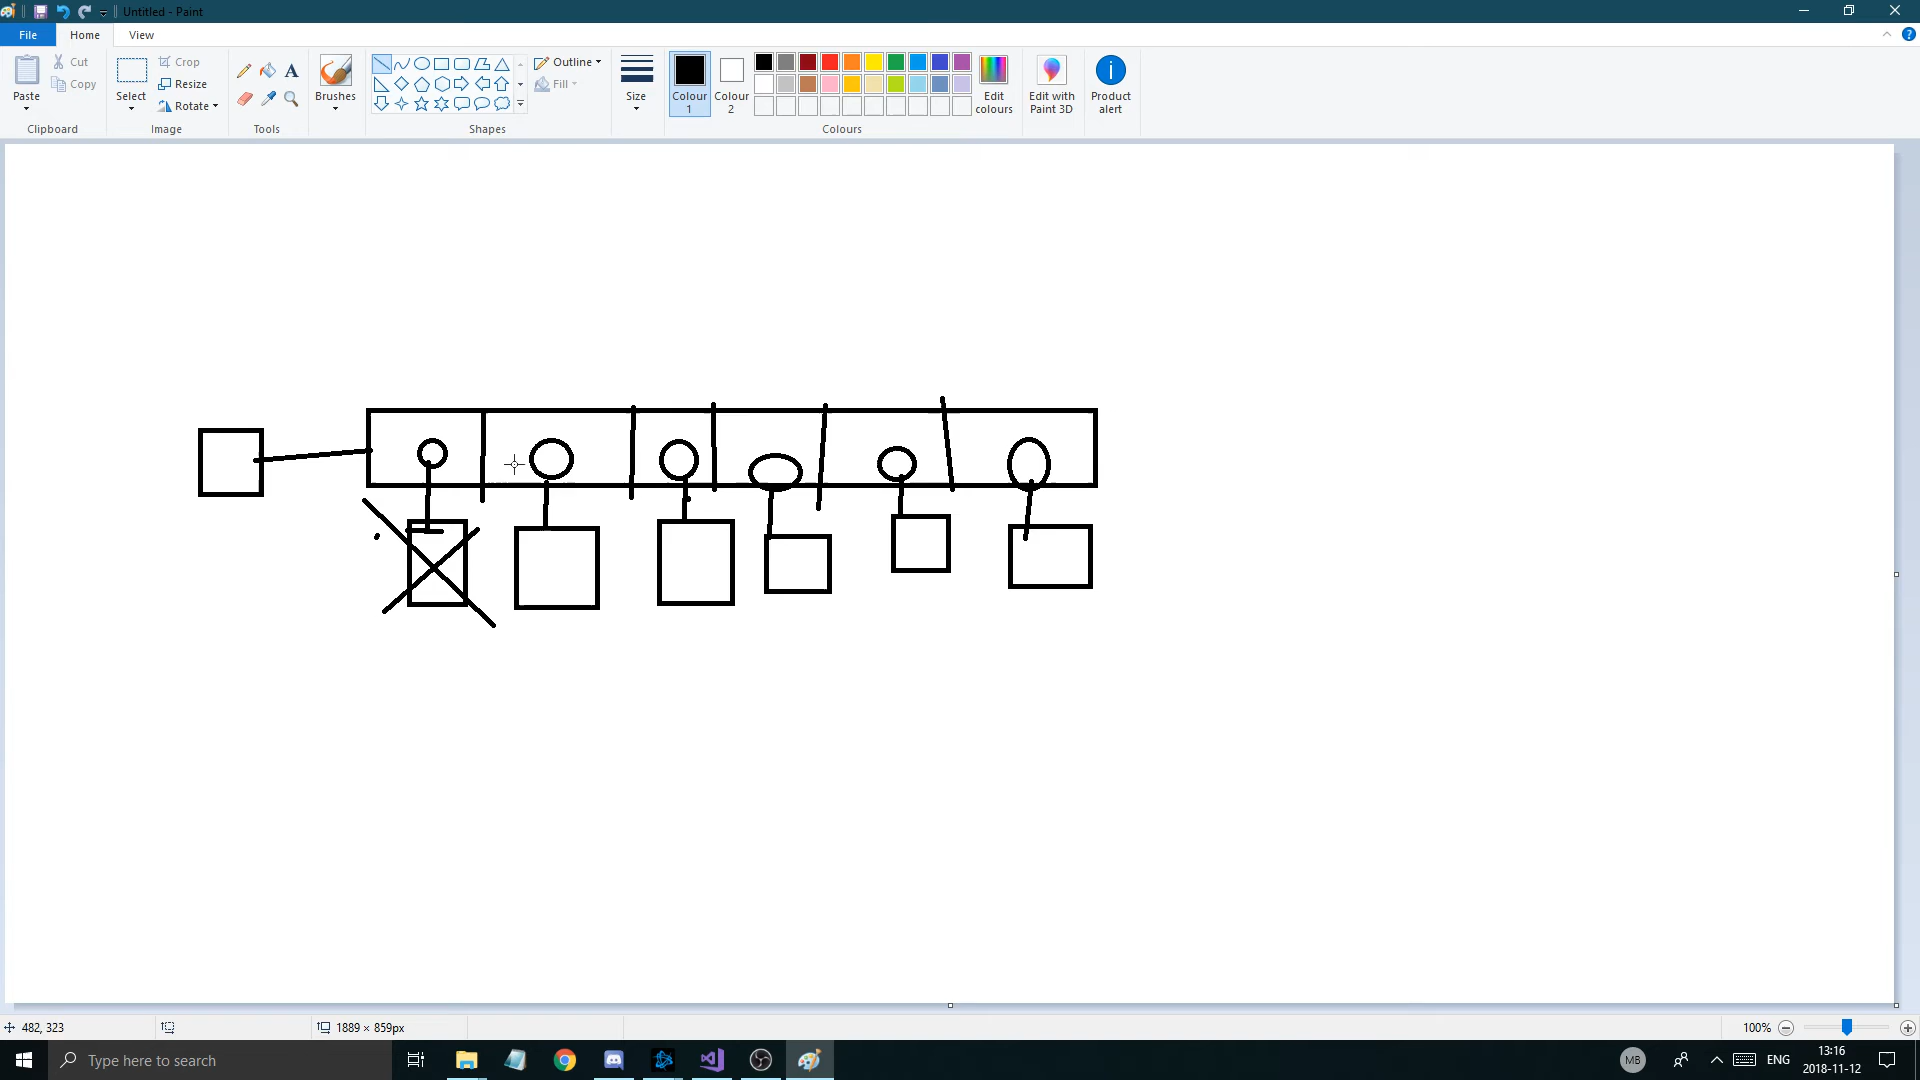 Untitled - Paint
File Home View
Paste Cut Copy
Clipboard
Select Crop Resize Rotate
Image
A
Tools
Brushes
Outline Fill
Shapes
Size
Colour 1 Colour 2
Edit colours
Colours
Edit with Paint 3D
Product alert
482, 323
1889 × 859px
100%
Type here to search
MB
ENG
13:16
2018-11-12